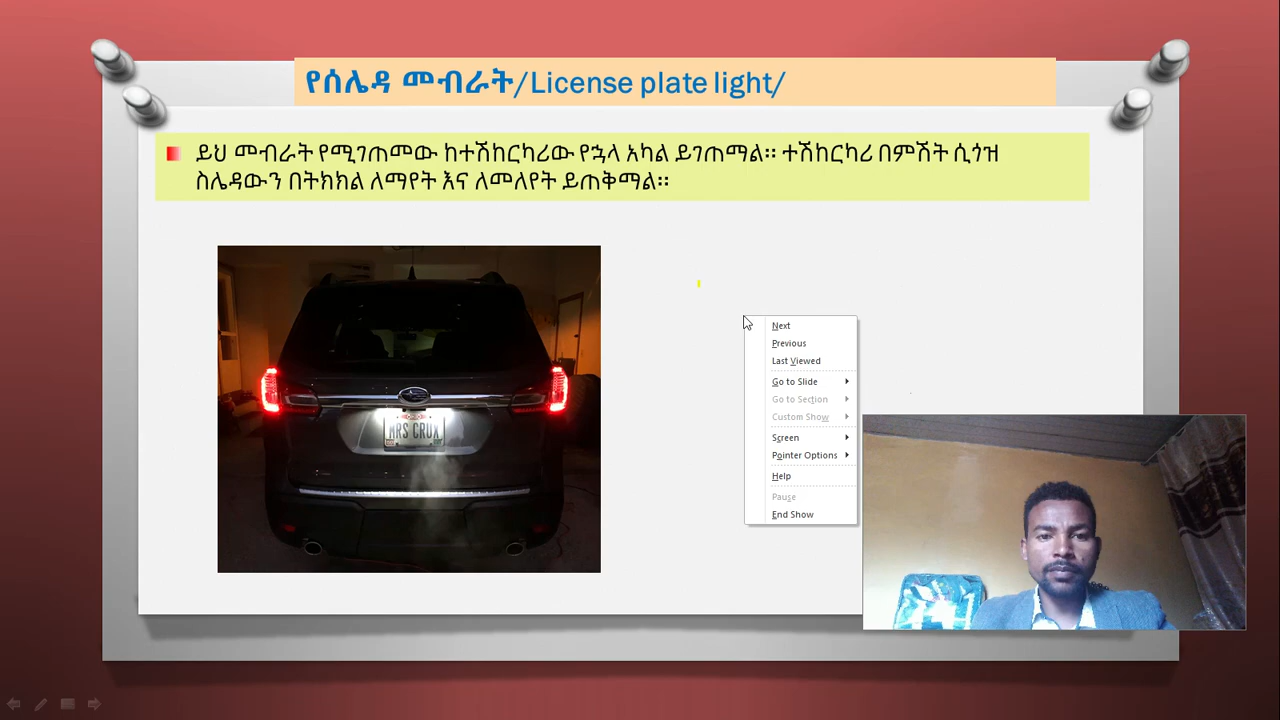 የሰሌዳ መብራት/License plate light/
ይህ መብራት የሚገጠመው ከተሽከርካሪው የኋላ አካል ይገጠማል፡፡ ተሽከርካሪ በምሽት ሲጎዝ
ስሌዳውን በትክክል ለማየት እና ለመለየት ይጠቅማል፡፡
MRS CRUX
Next
Previous
Last Viewed
Go to Slide
Go to Section
Custom Show
Screen
Pointer Options
Help
Pause
End Show